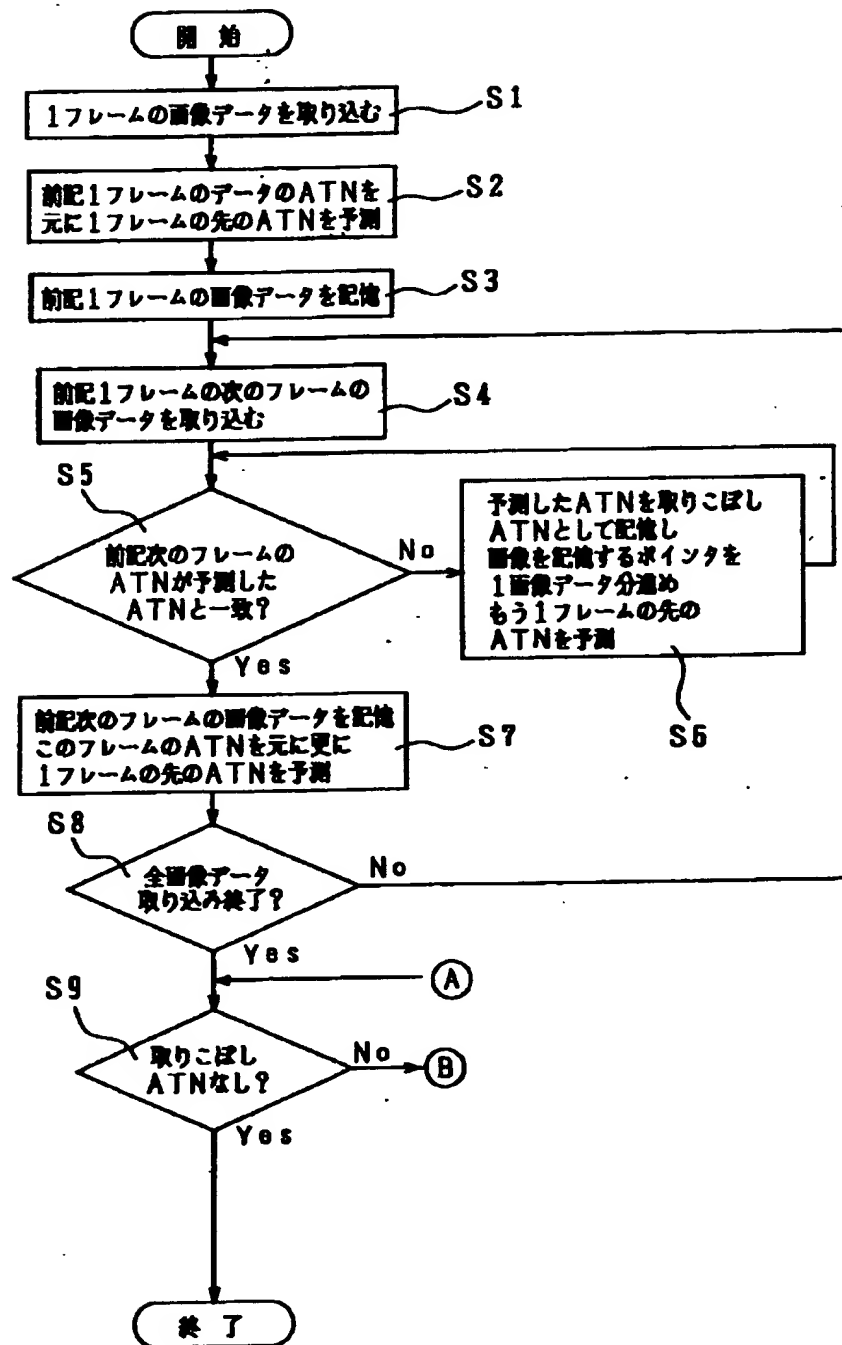 開 始
1フレームの画像データを取り込む
S1
前記1フレームのデータのATNを
元に1フレームの先のATNを予測
S2
前記1フレームの画像データを記憶
S3
前記1フレームの次のフレームの
画像データを取り込む
S4
S5
前記次のフレームの
ATNが予測した
ATNと一致?
No
Yes
予測したATNを取りこぼし
ATNとして記憶し
画像を記憶するポインタを
1画像データ分進め
もう1フレームの先の
ATNを予測
S6
前記次のフレームの画像データを記憶
このフレームのATNを元に更に
1フレームの先のATNを予測
S7
S8
全画像データ
取り込み終了?
No
Yes
A
S9
取りこぼし
ATNなし?
No
B
Yes
終 了